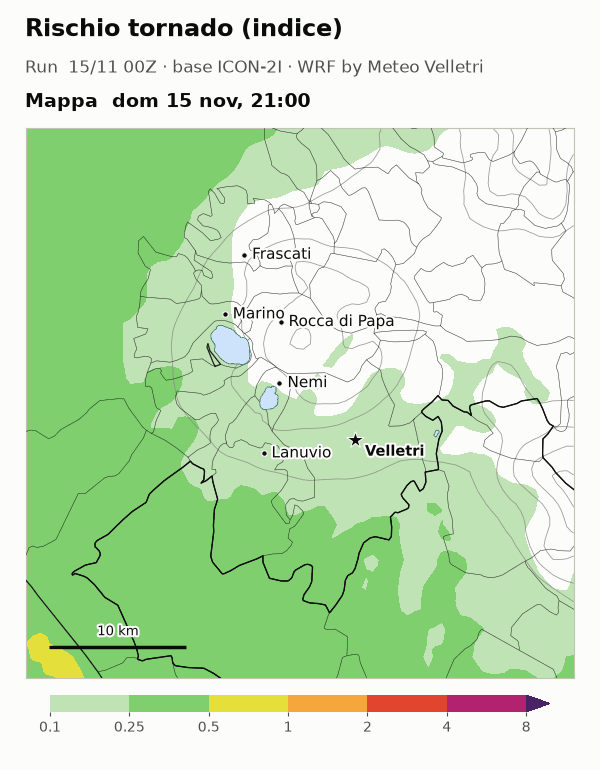 Rischio tornado (indice)
Run  15/11 00Z · base ICON-2I · WRF by Meteo Velletri
Mappa  dom 15 nov, 21:00
Frascati
Marino
Rocca di Papa
Nemi
Velletri
Lanuvio
10 km
0.1 0.25 0.5 1 2 4 8